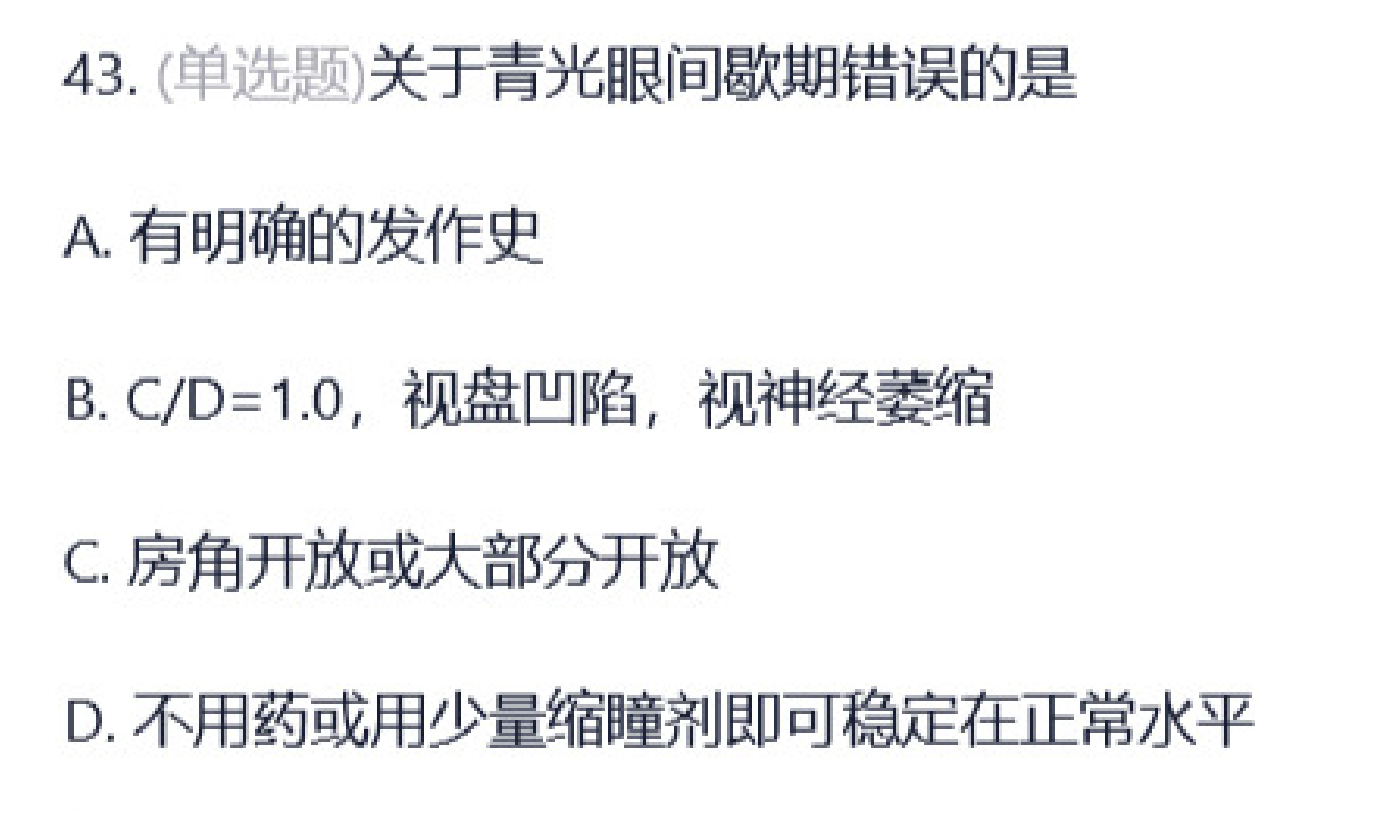 43. (单选题)关于青光眼间歇期错误的是
A. 有明确的发作史
B. C/D=1.0，视盘凹陷，视神经萎缩
C. 房角开放或大部分开放
D. 不用药或用少量缩瞳剂即可稳定在正常水平